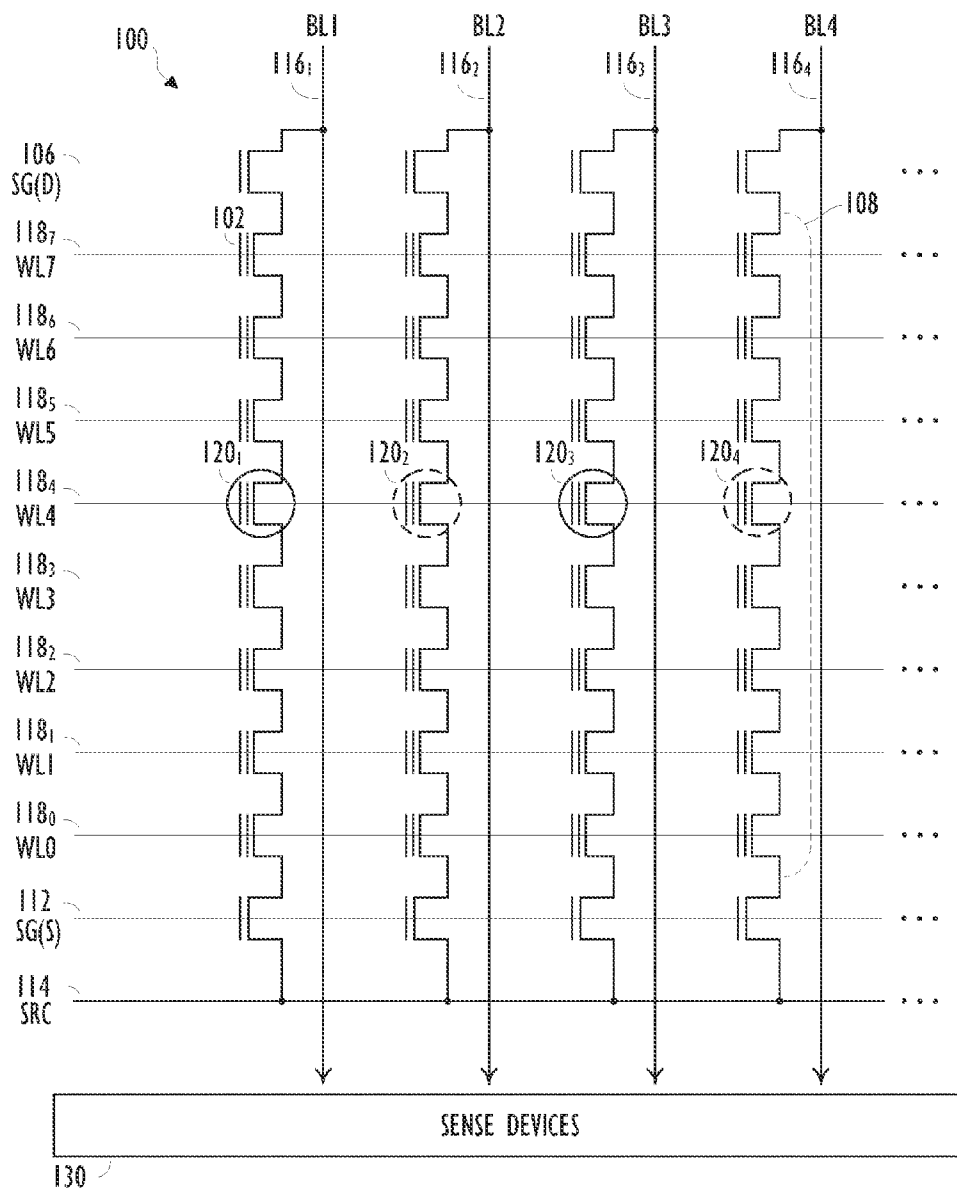 BL1 BL2 BL3 BL4
100
116₁ 116₂ 116₃ 116₄
106
SG(D)
108
102
118₇
WL7
118₆
WL6
118₅
WL5
120₁ 120₂ 120₃ 120₄
118₄
WL4
118₃
WL3
118₂
WL2
118₁
WL1
118₀
WL0
112
SG(S)
114
SRC
SENSE DEVICES
130